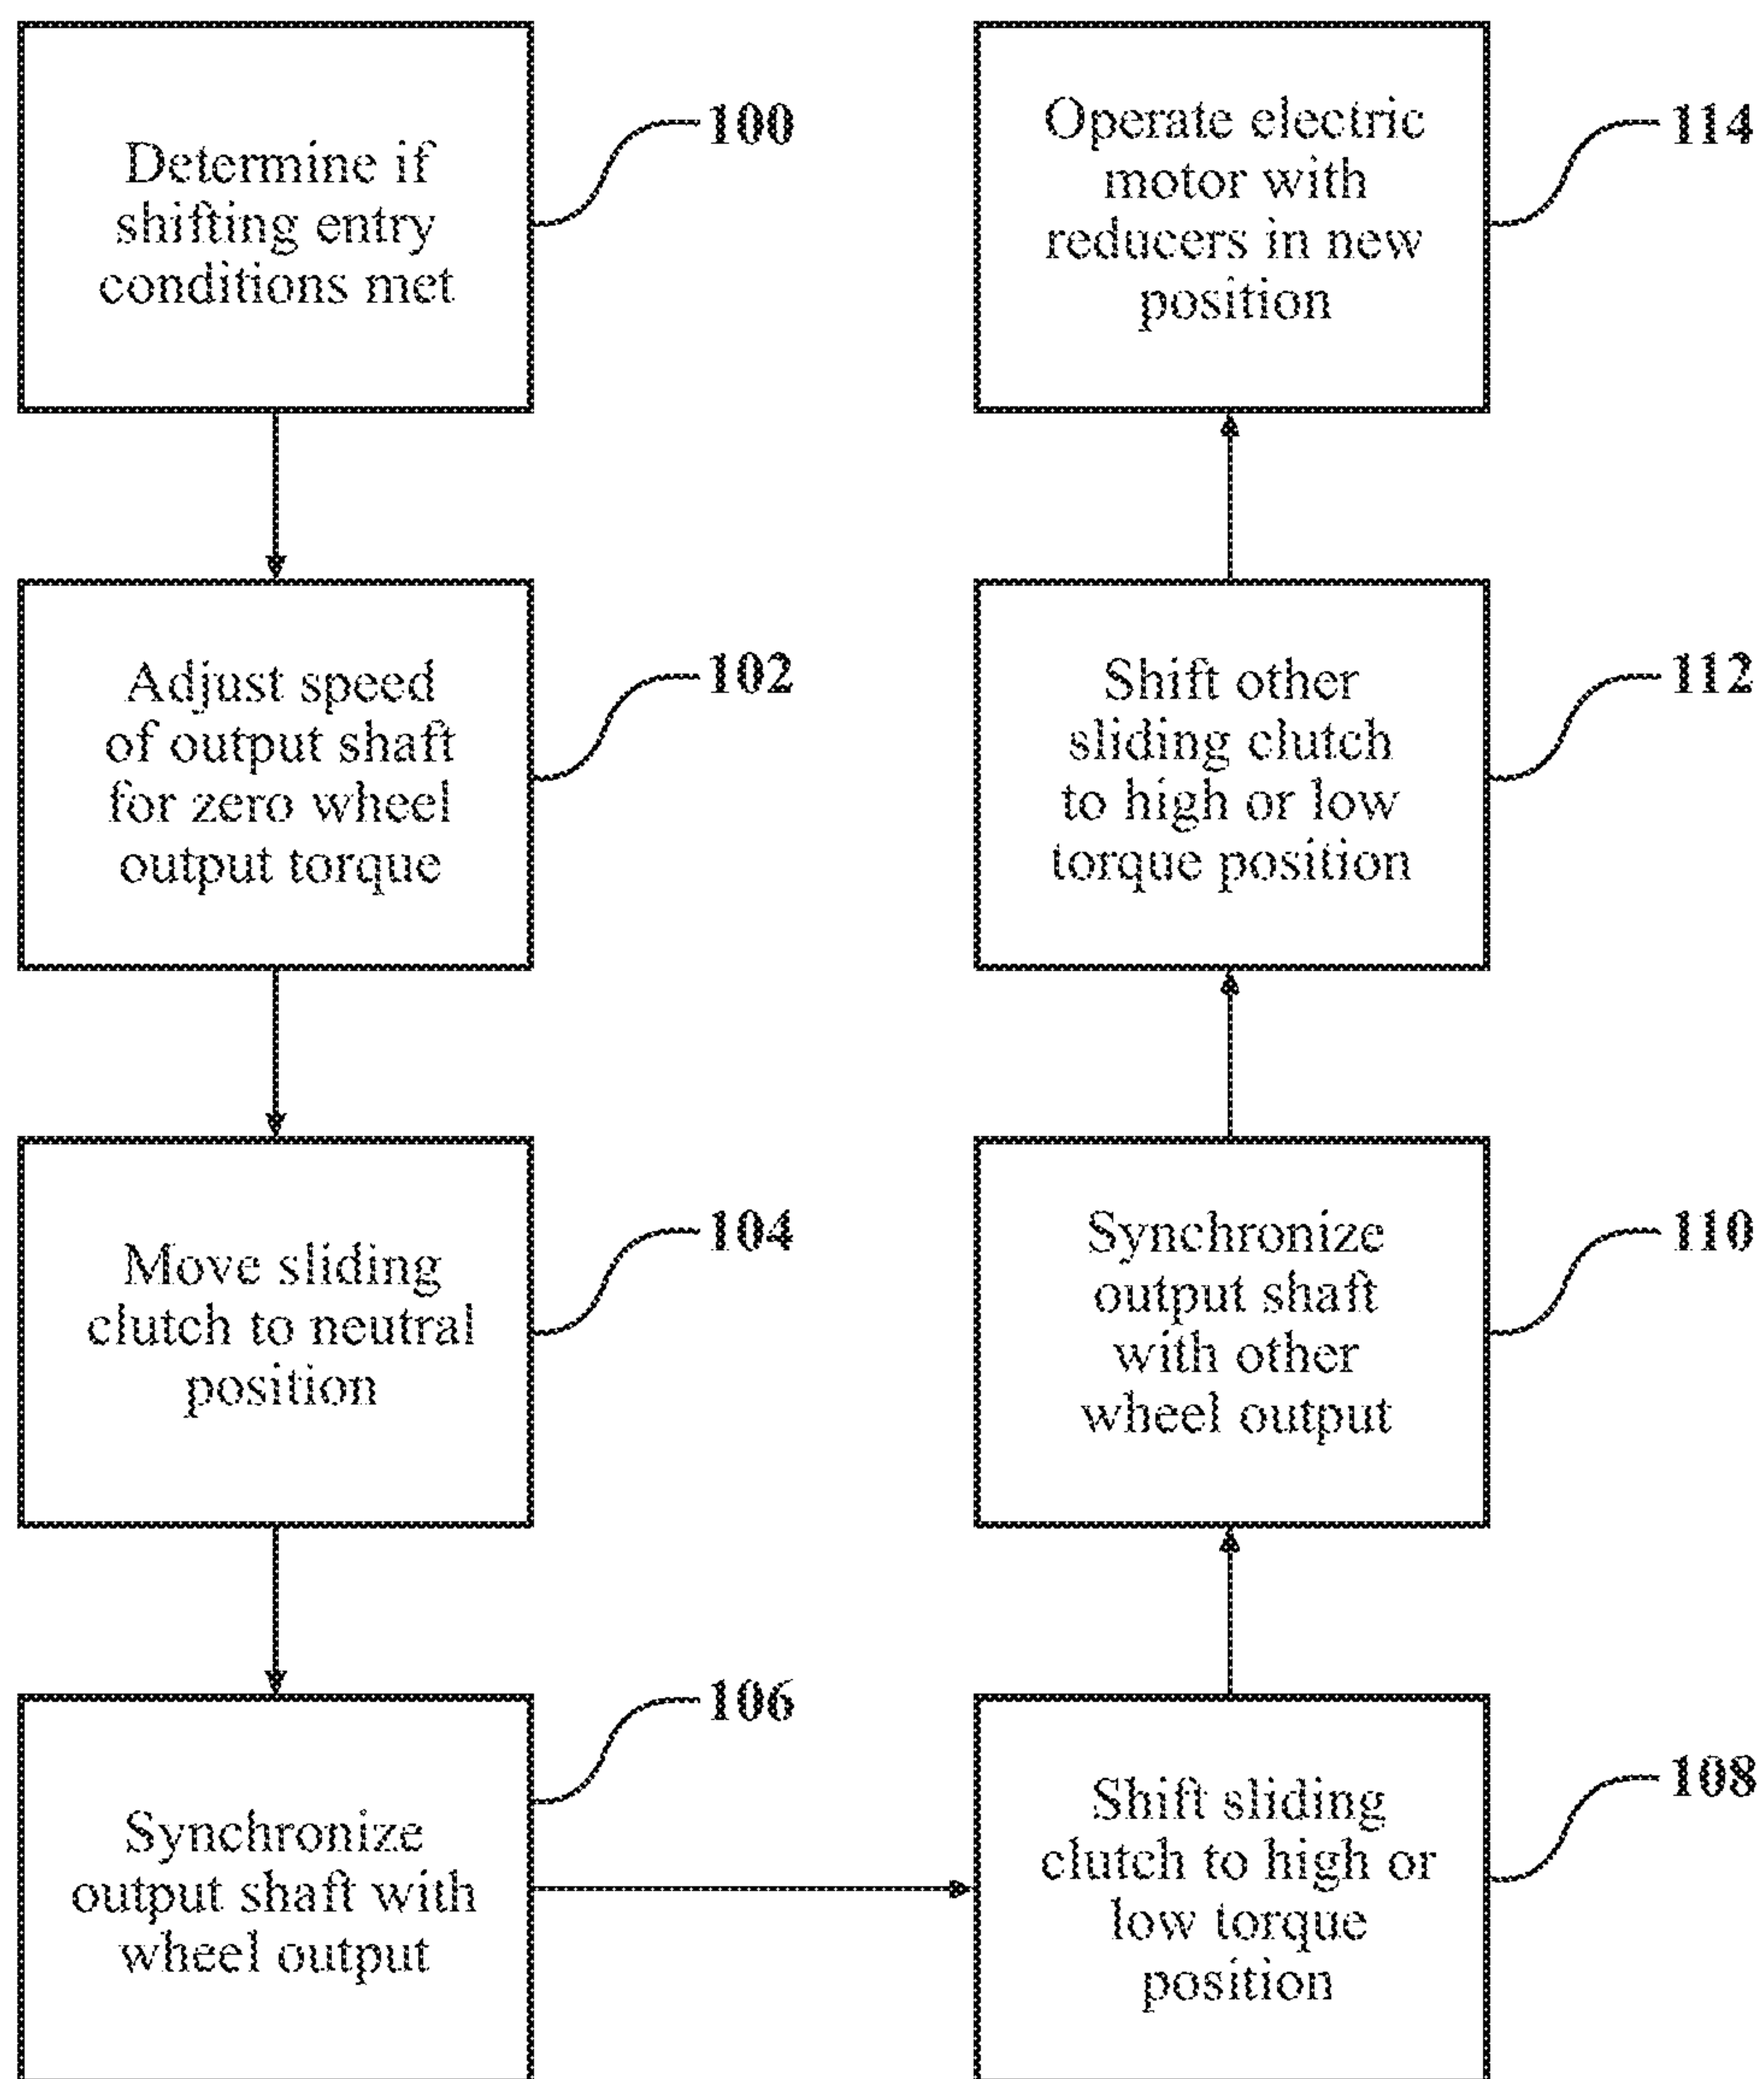 Determine if
shifting entry
conditions met
100
Adjust speed
of output shaft
for zero wheel
output torque
102
Move sliding
clutch to neutral
position
104
Synchronize
output shaft with
wheel output
106
Shift sliding
clutch to high or
low torque
position
108
Synchronize
output shaft
with other
wheel output
110
Shift other
sliding clutch
to high or low
torque position
112
Operate electric
motor with
reducers in new
position
114